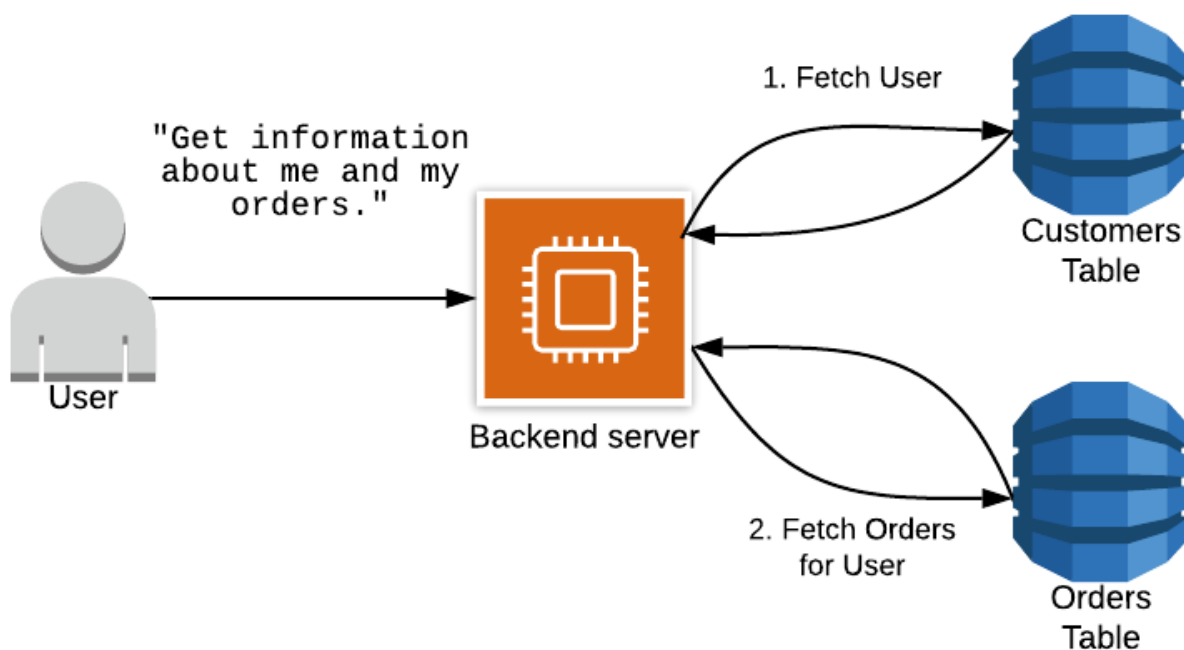 1. Fetch User
"Get information
about me and my
orders."
Customers
Table
User
Backend server
2. Fetch Orders
for User
Orders
Table